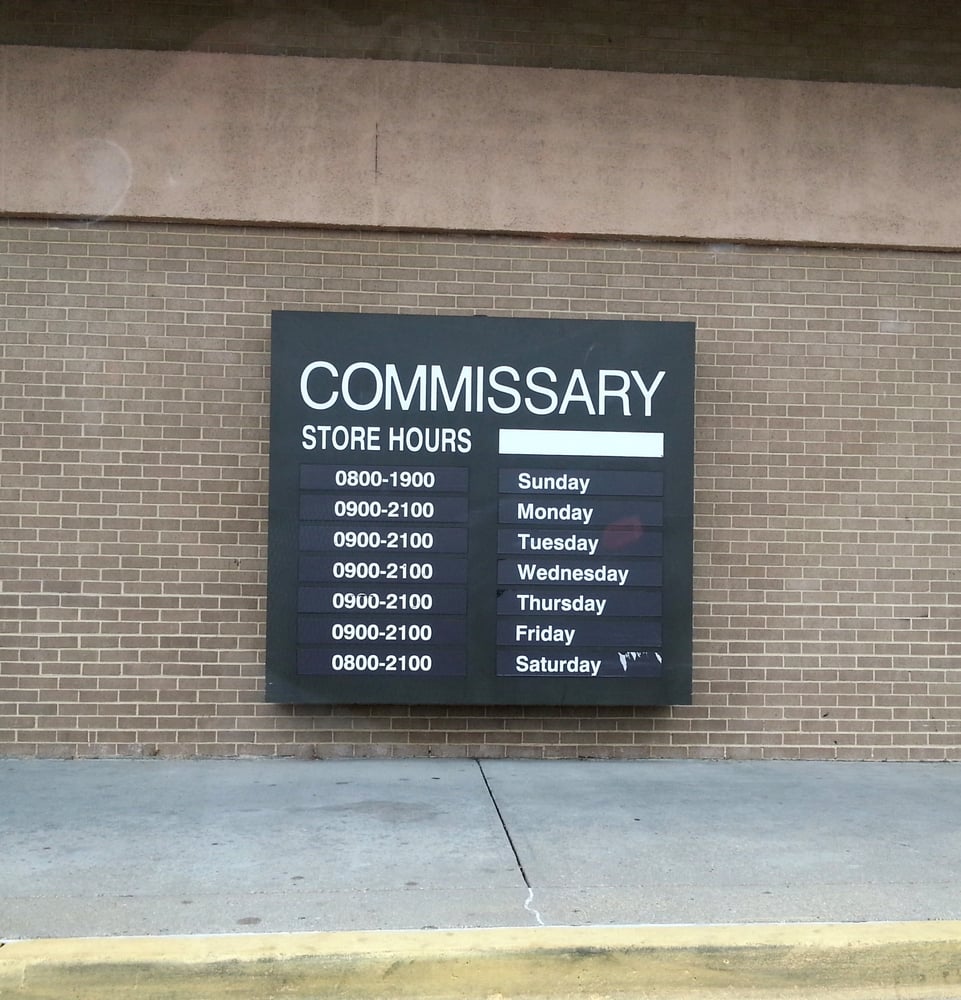 COMMISSARY
STORE HOURS
0800-1900 Sunday
0900-2100 Monday
0900-2100 Tuesday
0900-2100 Wednesday
0900-2100 Thursday
0900-2100 Friday
0800-2100 Saturday